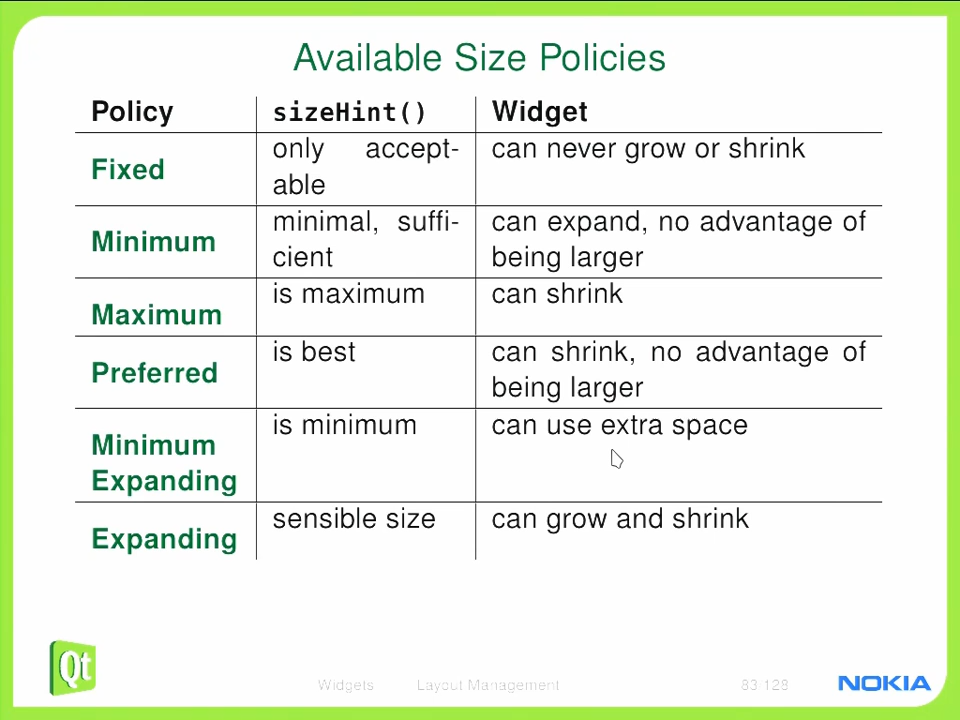 Available Size Policies
Policy sizeHint() Widget
Fixed
only accept-
able
can never grow or shrink
Minimum
minimal, suffi-
cient
can expand, no advantage of
being larger
Maximum
is maximum
can shrink
Preferred
is best
can shrink, no advantage of
being larger
Minimum
Expanding
is minimum
can use extra space
Expanding
sensible size
can grow and shrink
Qt
Widgets Layout Management 83/128
NOKIA